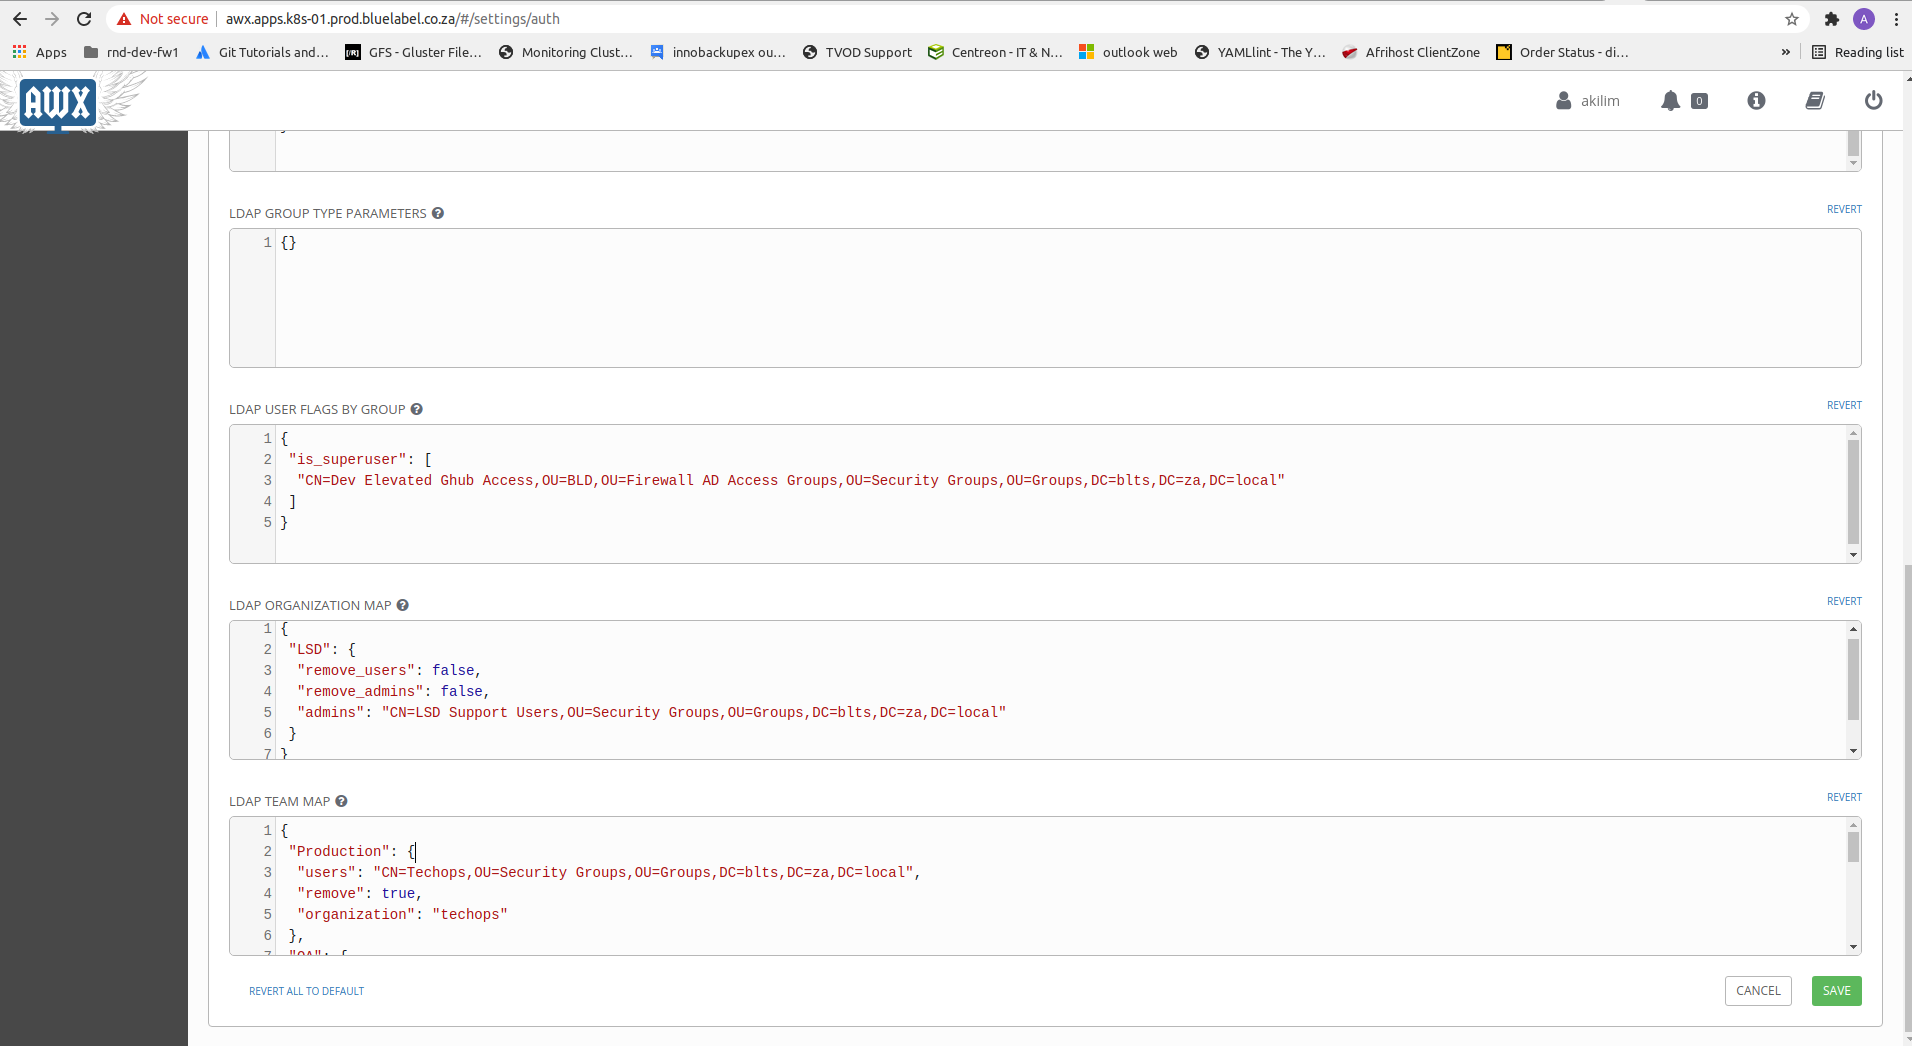 Not secure
awx.apps.k8s-01.prod.bluelabel.co.za/#/settings/auth
A
Apps
rnd-dev-fw1
Git Tutorials and...
GFS - Gluster File...
Monitoring Clust...
innobackupex ou...
TVOD Support
Centreon - IT & N...
outlook web
YAMLlint - The Y...
Afrihost ClientZone
Order Status - di...
»
Reading list
AWX
akilim
0
LDAP GROUP TYPE PARAMETERS
REVERT
1 {}
LDAP USER FLAGS BY GROUP
REVERT
1 {
2 "is_superuser": [
3 "CN=Dev Elevated Ghub Access,OU=BLD,OU=Firewall AD Access Groups,OU=Security Groups,OU=Groups,DC=blts,DC=za,DC=local"
4 ]
5 }
LDAP ORGANIZATION MAP
REVERT
1 {
2 "LSD": {
3 "remove_users": false,
4 "remove_admins": false,
5 "admins": "CN=LSD Support Users,OU=Security Groups,OU=Groups,DC=blts,DC=za,DC=local"
6 }
7 }
LDAP TEAM MAP
REVERT
1 {
2 "Production": {
3 "users": "CN=Techops,OU=Security Groups,OU=Groups,DC=blts,DC=za,DC=local",
4 "remove": true,
5 "organization": "techops"
6 },
7 "QA": {
REVERT ALL TO DEFAULT
CANCEL
SAVE